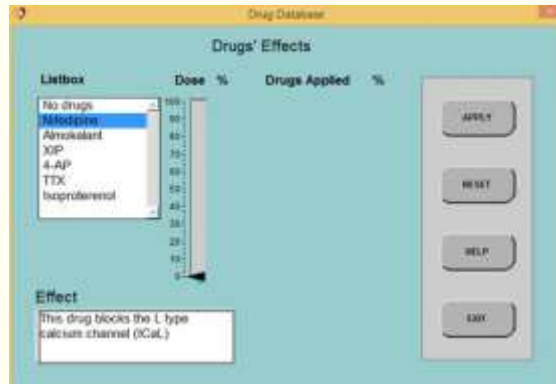 Drug Database
Drugs' Effects
Listbox Dose % Drugs Applied %
No drugs
Nifedipine
Almokalant
XIP
4-AP
TTX
Isoproterenol
100
90
80
70
60
50
40
30
20
10
0
APPLY
RESET
HELP
EXIT
Effect
This drug blocks the L type
calcium channel (ICaL)